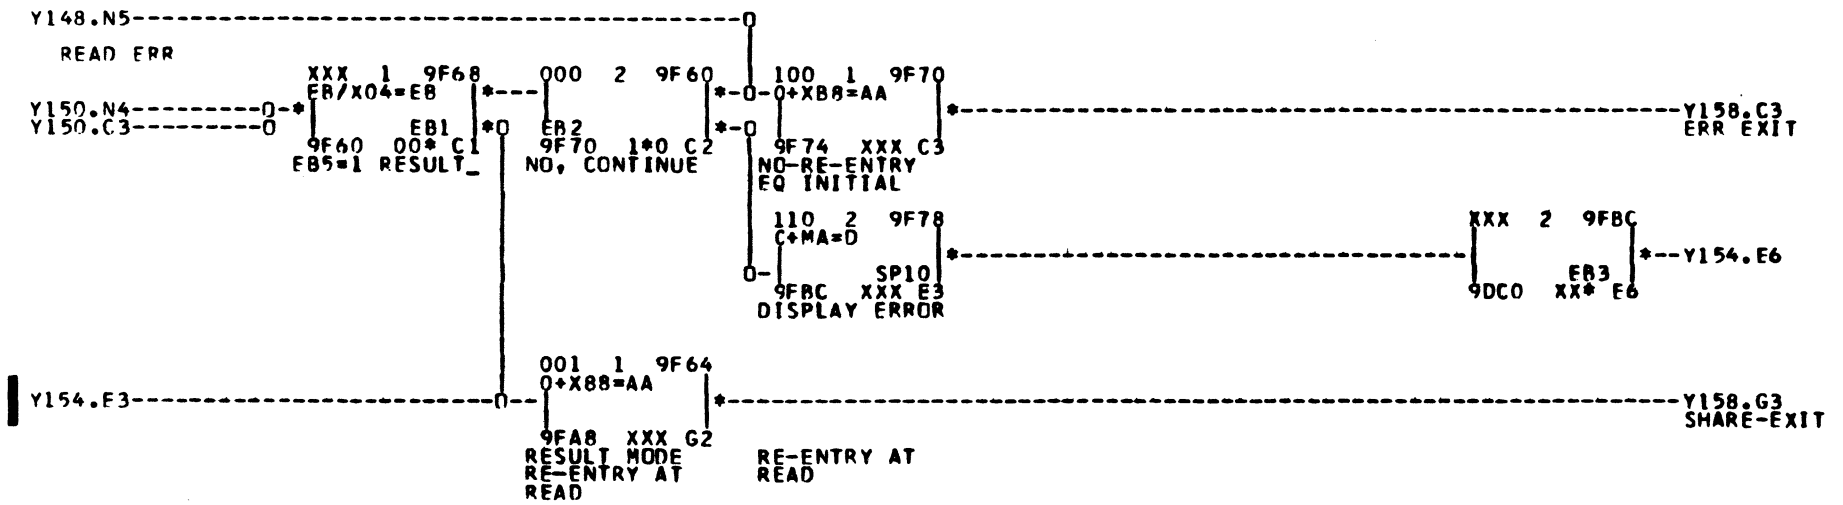 Y148.N5
READ ERR
XXX 1 9F68 000 2 9F60 100 1 9F70
EB/X04=EB *--- *-O-0+XB8=AA
Y150.N4--------O-* *---Y158.C3
Y150.C3--------O EB1 *O EB2 *-O ERR EXIT
9F60 00* C1 9F70 1*0 C2 9F74 XXX C3
EB5=1 RESULT_ NO, CONTINUE NO-RE-ENTRY
EQ INITIAL
110 2 9F78 XXX 2 9FBC
C+MA=D
*--- *--Y154.E6
O- SP10 EB3
9FBC XXX E3 9DC0 XX* E6
DISPLAY ERROR
001 1 9F64
0+X88=AA
Y154.E3---O--- *---Y158.G3
SHARE-EXIT
9FA8 XXX G2
RESULT MODE RE-ENTRY AT
RE-ENTRY AT READ
READ